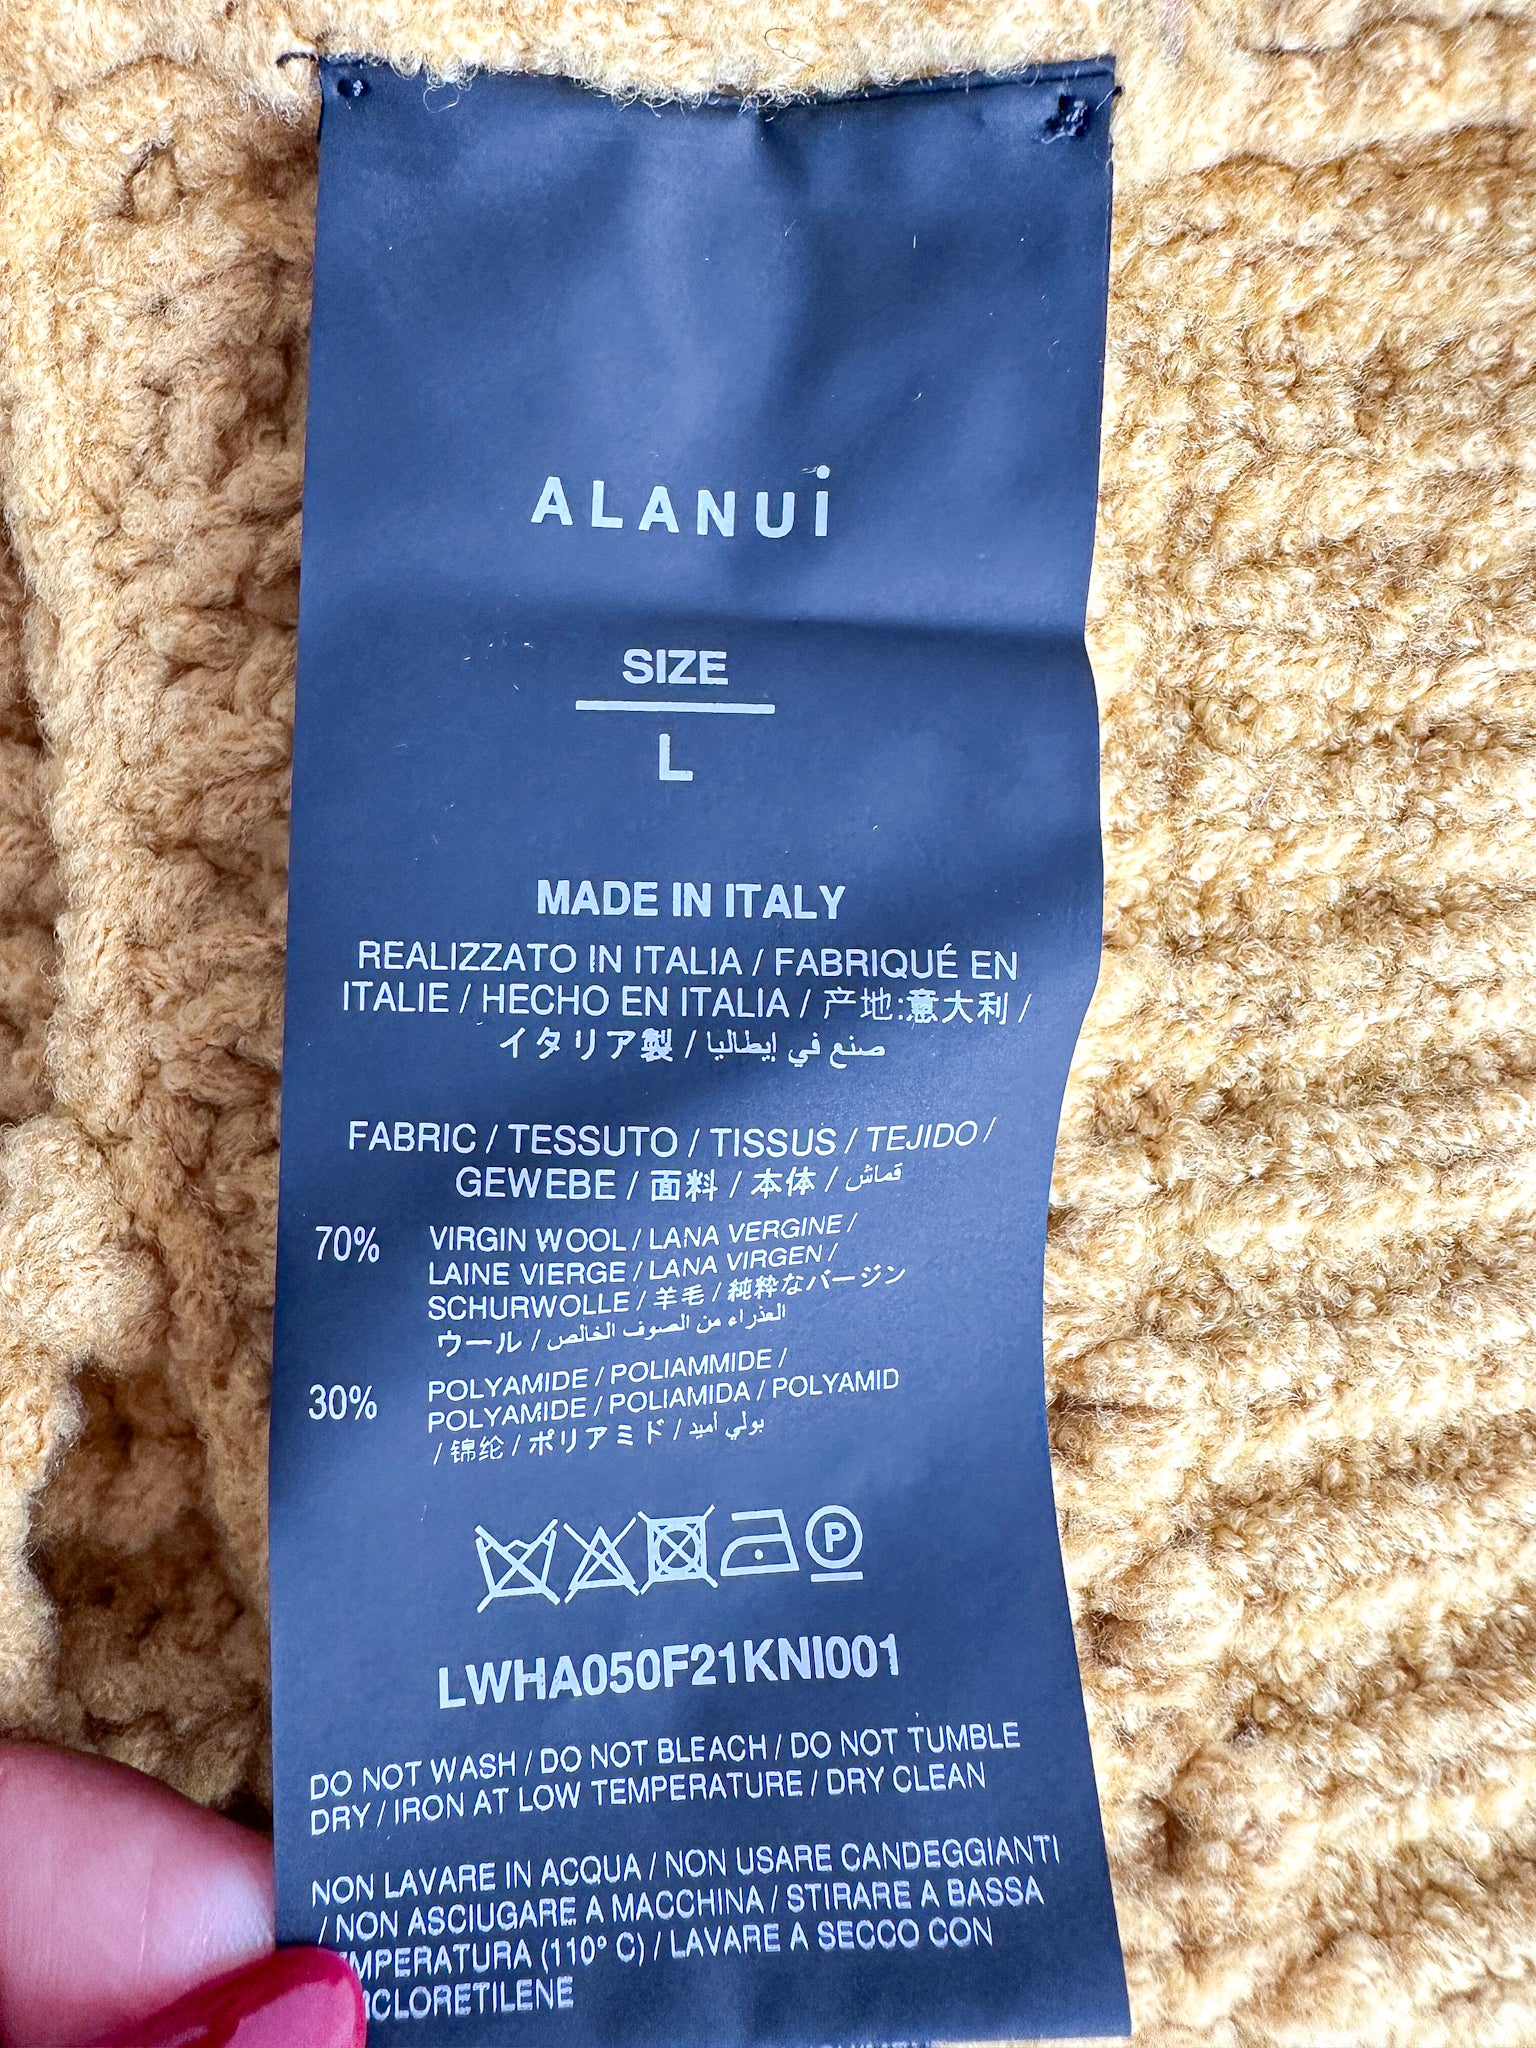 ALANUi
SIZE
L
MADE IN ITALY
REALIZZATO IN ITALIA / FABRIQUÉ EN
ITALIE / HECHO EN ITALIA / 产地:意大利 /
イタリア製 / صنع في إيطاليا
FABRIC / TESSUTO / TISSUS / TEJIDO /
GEWEBE / 面料 / 本体 / قماش
70% VIRGIN WOOL / LANA VERGINE /
LAINE VIERGE / LANA VIRGEN /
SCHURWOLLE / 羊毛 / 純粋なバージン
ウール / العذراء من الصوف الخالص
30% POLYAMIDE / POLIAMMIDE /
POLYAMIDE / POLIAMIDA / POLYAMID
/ 锦纶 / ポリアミド / بولي أميد
P
LWHA050F21KNI001
DO NOT WASH / DO NOT BLEACH / DO NOT TUMBLE
DRY / IRON AT LOW TEMPERATURE / DRY CLEAN
NON LAVARE IN ACQUA / NON USARE CANDEGGIANTI
/ NON ASCIUGARE A MACCHINA / STIRARE A BASSA
EMPERATURA (110° C) / LAVARE A SECCO CON
RCLORETILENE